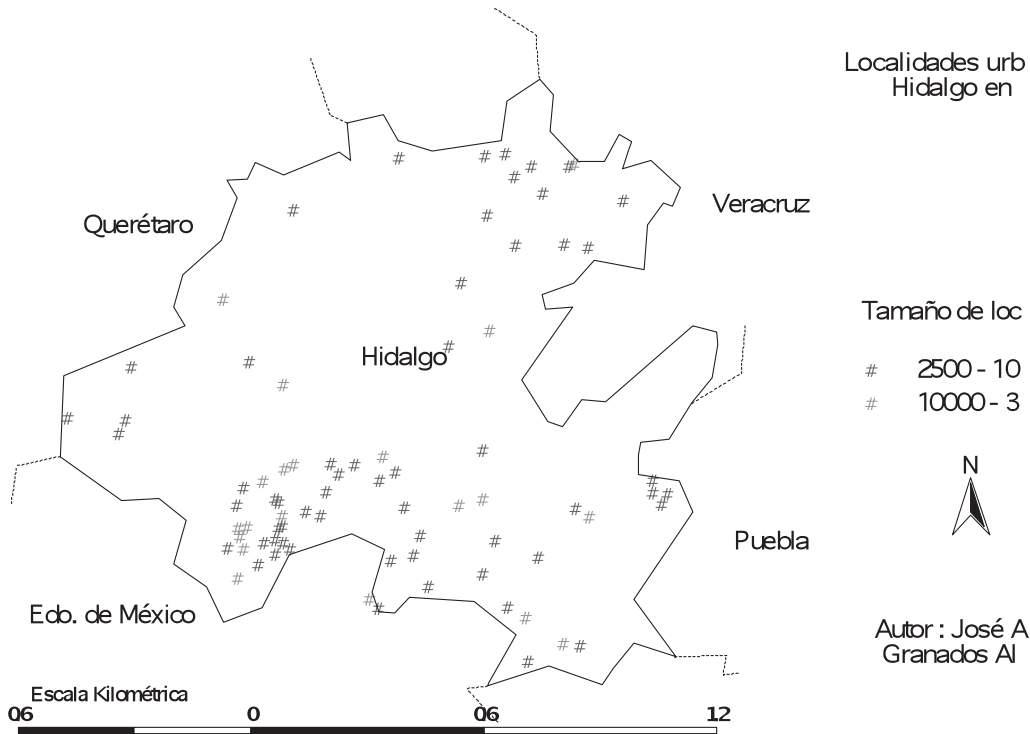 Localidades urb
Hidalgo en
Querétaro
Veracruz
Tamaño de loc
Hidalgo
# 2500 - 10
# 10000 - 3
N
Puebla
Edo. de México
Autor : José A
Granados Al
Escala Kilométrica
06 0 06 12